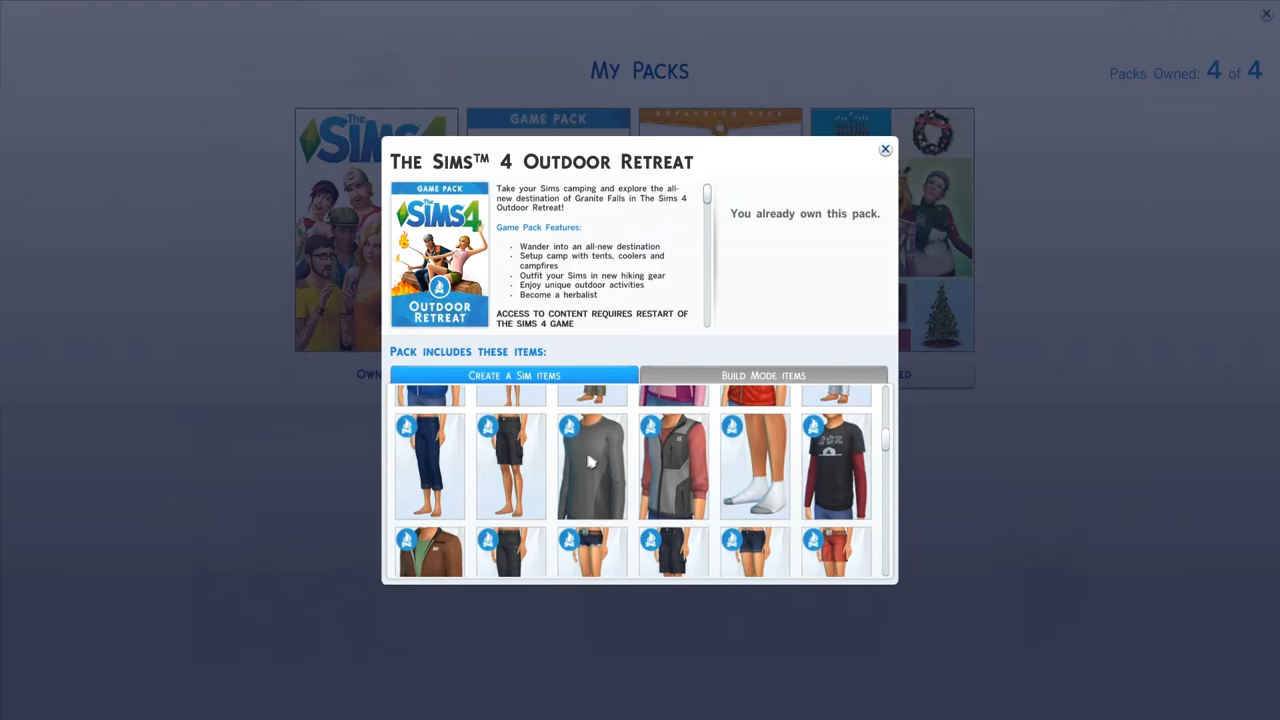 My Packs
Packs Owned: 4 of 4
The Sims
GAME PACK
EXPANSION PACK
The Sims™ 4 Outdoor Retreat
GAME PACK
The Sims 4
Outdoor
Retreat
Take your Sims camping and explore the all-
new destination of Granite Falls in The Sims 4
Outdoor Retreat!
Game Pack Features:
· Wander into an all-new destination
· Setup camp with tents, coolers and
campfires
· Outfit your Sims in new hiking gear
· Enjoy unique outdoor activities
· Become a herbalist
ACCESS TO CONTENT REQUIRES RESTART OF
THE SIMS 4 GAME
You already own this pack.
Pack includes these items:
Create a Sim items
Build Mode items